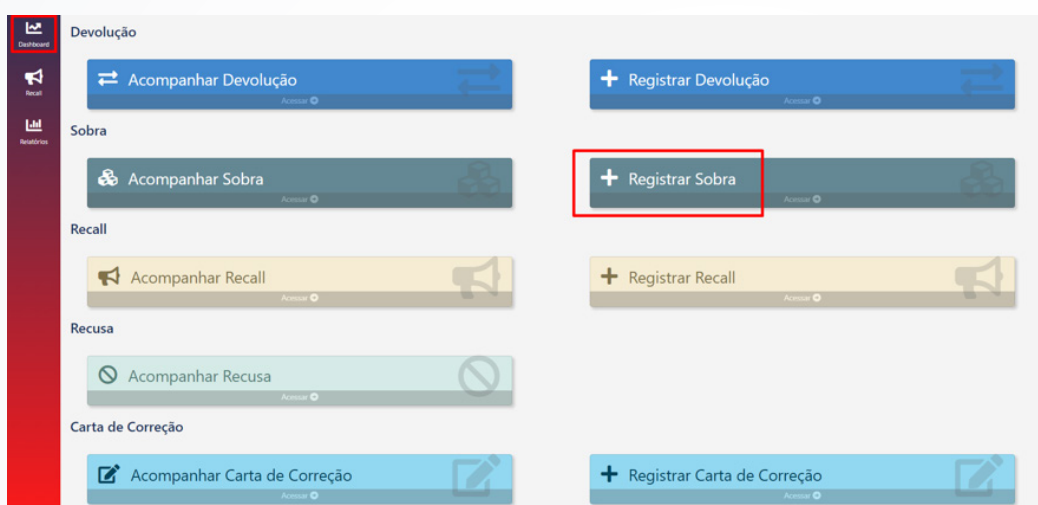 Dashboard
Recall
Relatórios
Devolução
Acompanhar Devolução
Acessar
Registrar Devolução
Acessar
Sobra
Acompanhar Sobra
Acessar
Registrar Sobra
Acessar
Recall
Acompanhar Recall
Acessar
Registrar Recall
Acessar
Recusa
Acompanhar Recusa
Acessar
Carta de Correção
Acompanhar Carta de Correção
Acessar
Registrar Carta de Correção
Acessar